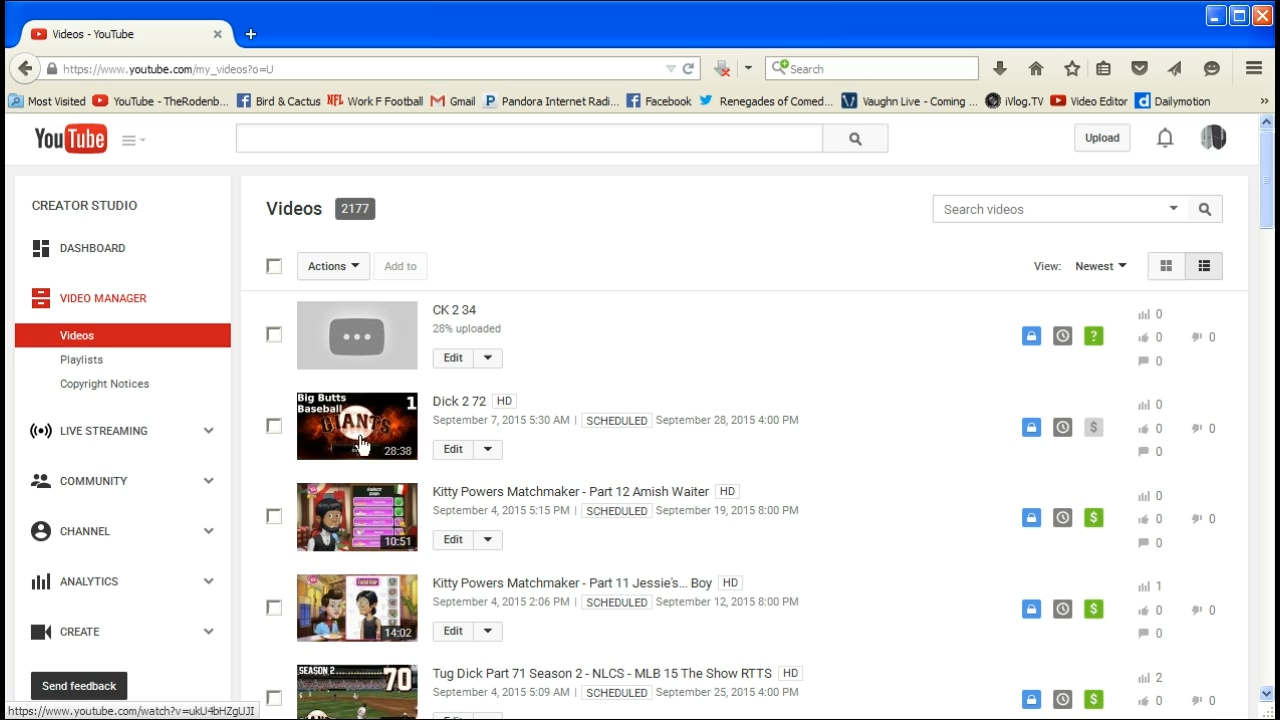 Videos - YouTube
https://www.youtube.com/my_videos?o=U
Search
Most Visited YouTube - TheRodenb... Bird & Cactus NFL Work F Football Gmail Pandora Internet Radi... Facebook Renegades of Comed... Vaughn Live - Coming ... iVlog.TV Video Editor Dailymotion »
YouTube
Upload
CREATOR STUDIO
DASHBOARD
VIDEO MANAGER
Videos
Playlists
Copyright Notices
LIVE STREAMING
COMMUNITY
CHANNEL
ANALYTICS
CREATE
Send feedback
https://www.youtube.com/watch?v=ukU4bHZgUJI
Videos 2177
Search videos
Actions Add to
View: Newest
CK 2 34
28% uploaded
Edit
?
0
0 0
0
Big Butts 1
Baseball
GIANTS
28:38
Dick 2 72 HD
September 7, 2015 5:30 AM | SCHEDULED September 28, 2015 4:00 PM
Edit
$
0
0 0
0
10:51
Kitty Powers Matchmaker - Part 12 Amish Waiter HD
September 4, 2015 5:15 PM | SCHEDULED September 19, 2015 8:00 PM
Edit
$
0
0 0
0
14:02
Kitty Powers Matchmaker - Part 11 Jessie's... Boy HD
September 4, 2015 2:06 PM | SCHEDULED September 12, 2015 8:00 PM
Edit
$
1
0 0
0
SEASON 2 70
Tug Dick Part 71 Season 2 - NLCS - MLB 15 The Show RTTS HD
September 4, 2015 5:09 AM | SCHEDULED September 25, 2015 4:00 PM
$
2
0 0